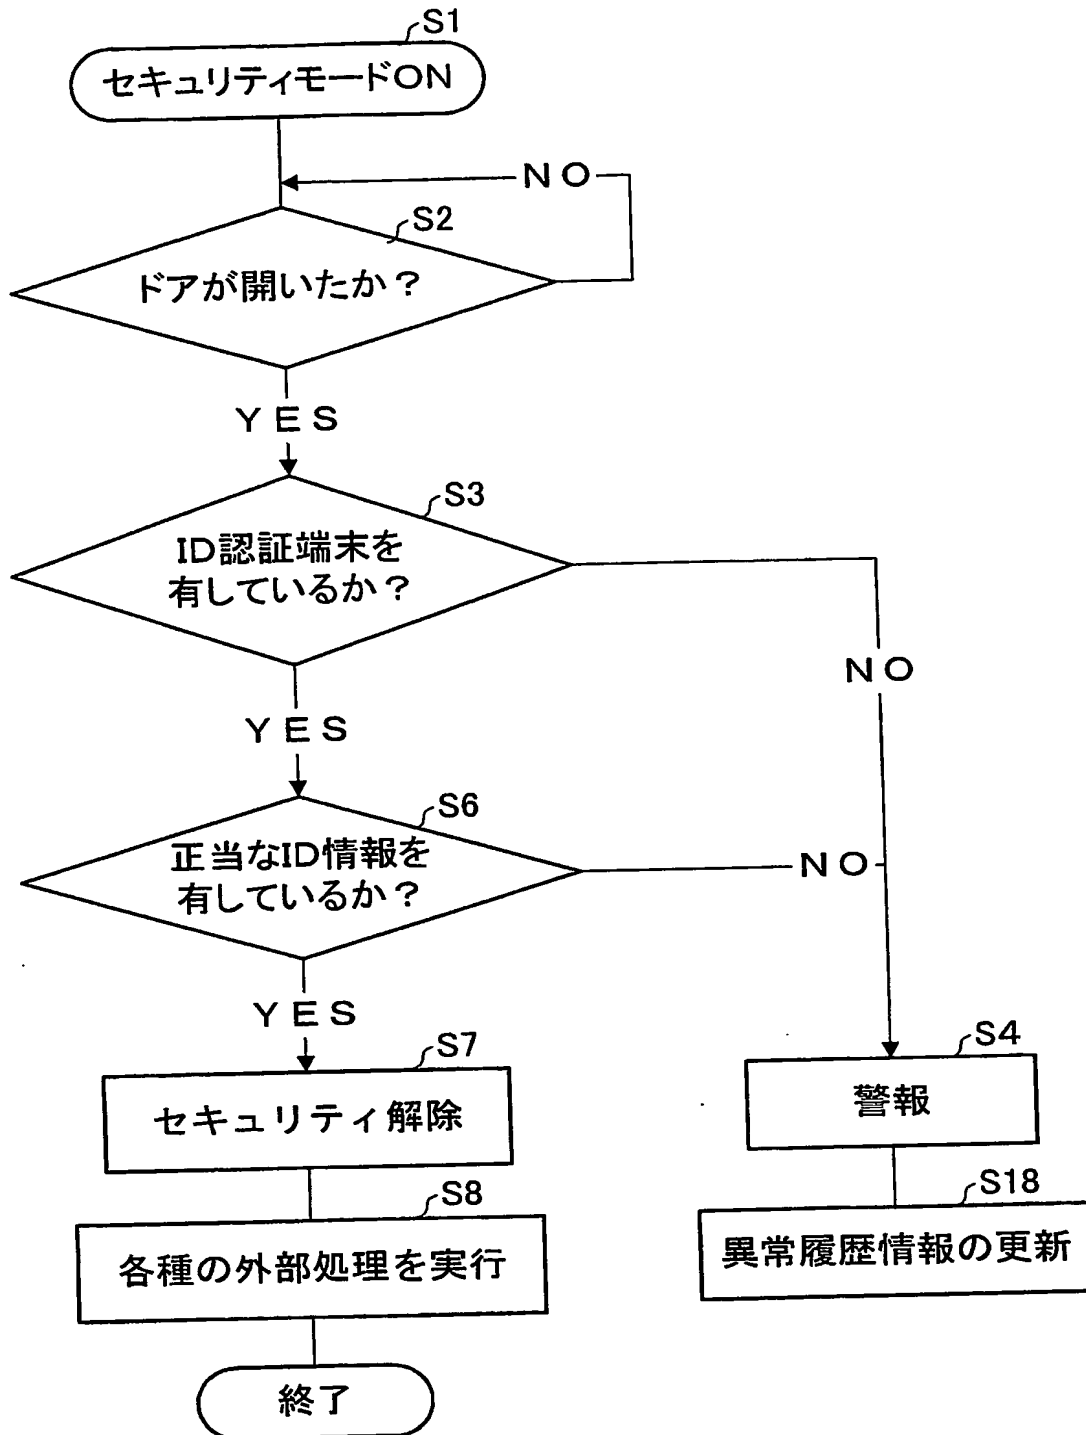 S1
セキュリティモードON
NO
S2
ドアが開いたか？
YES
S3
ID認証端末を
有しているか？
NO
YES
S6
正当なID情報を
有しているか？
NO
YES
S7
セキュリティ解除
S4
警報
S8
各種の外部処理を実行
S18
異常履歴情報の更新
終了